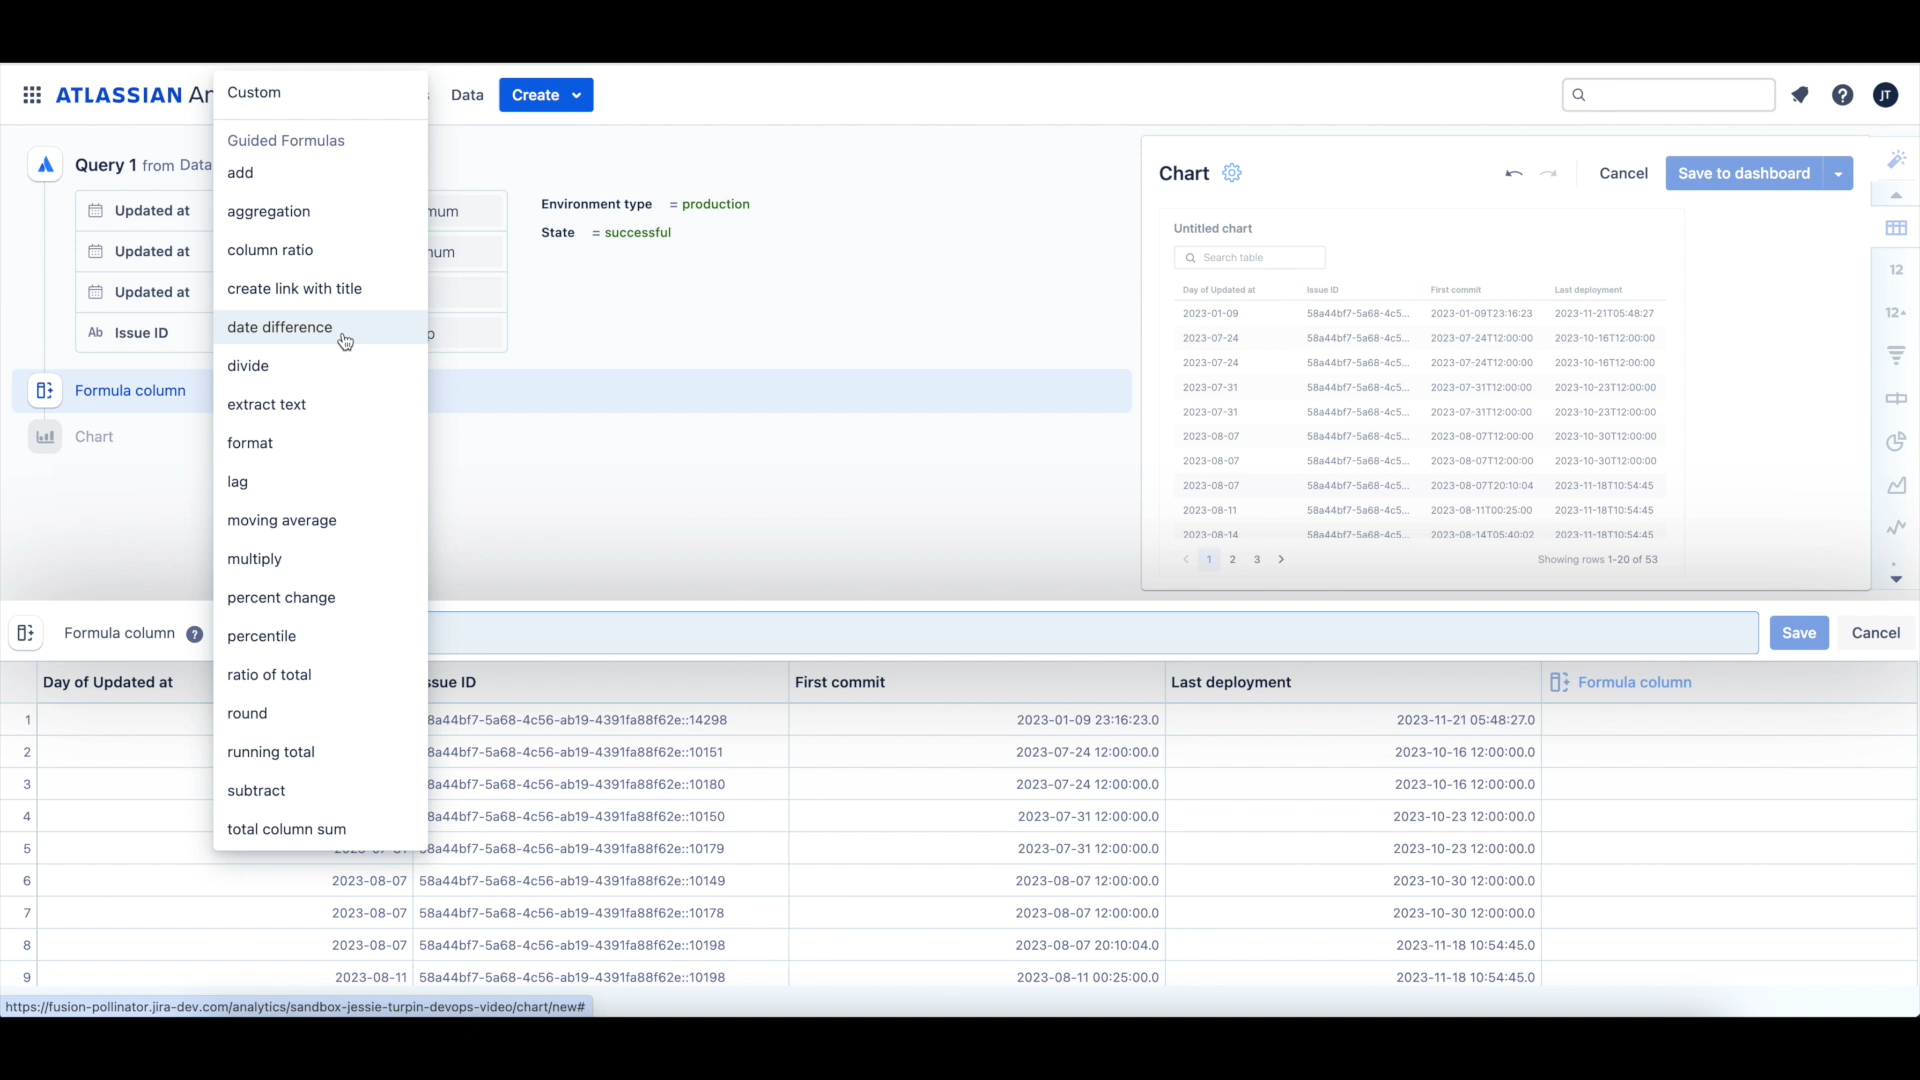 ATLASSIAN Ar
Data
Create
JT
Custom
Guided Formulas
add
aggregation
column ratio
create link with title
date difference
divide
extract text
format
lag
moving average
multiply
percent change
percentile
ratio of total
round
running total
subtract
total column sum
Query 1 from Data
Updated at
Updated at
Updated at
Ab Issue ID
Environment type = production
State = successful
Formula column
Chart
Chart
Cancel
Save to dashboard
Untitled chart
Search table
Day of Updated at Issue ID First commit Last deployment
2023-01-09 58a44bf7-5a68-4c5... 2023-01-09T23:16:23 2023-11-21T05:48:27
2023-07-24 58a44bf7-5a68-4c5... 2023-07-24T12:00:00 2023-10-16T12:00:00
2023-07-24 58a44bf7-5a68-4c5... 2023-07-24T12:00:00 2023-10-16T12:00:00
2023-07-31 58a44bf7-5a68-4c5... 2023-07-31T12:00:00 2023-10-23T12:00:00
2023-07-31 58a44bf7-5a68-4c5... 2023-07-31T12:00:00 2023-10-23T12:00:00
2023-08-07 58a44bf7-5a68-4c5... 2023-08-07T12:00:00 2023-10-30T12:00:00
2023-08-07 58a44bf7-5a68-4c5... 2023-08-07T12:00:00 2023-10-30T12:00:00
2023-08-07 58a44bf7-5a68-4c5... 2023-08-07T20:10:04 2023-11-18T10:54:45
2023-08-11 58a44bf7-5a68-4c5... 2023-08-11T00:25:00 2023-11-18T10:54:45
2023-08-14 58a44bf7-5a68-4c5... 2023-08-14T05:40:02 2023-11-18T10:54:45
1 2 3
Showing rows 1-20 of 53
12
12
Formula column
Save
Cancel
Day of Updated at ssue ID First commit Last deployment Formula column
1 8a44bf7-5a68-4c56-ab19-4391fa88f62e::14298 2023-01-09 23:16:23.0 2023-11-21 05:48:27.0
2 8a44bf7-5a68-4c56-ab19-4391fa88f62e::10151 2023-07-24 12:00:00.0 2023-10-16 12:00:00.0
3 8a44bf7-5a68-4c56-ab19-4391fa88f62e::10180 2023-07-24 12:00:00.0 2023-10-16 12:00:00.0
4 8a44bf7-5a68-4c56-ab19-4391fa88f62e::10150 2023-07-31 12:00:00.0 2023-10-23 12:00:00.0
5 58a44bf7-5a68-4c56-ab19-4391fa88f62e::10179 2023-07-31 12:00:00.0 2023-10-23 12:00:00.0
6 2023-08-07 58a44bf7-5a68-4c56-ab19-4391fa88f62e::10149 2023-08-07 12:00:00.0 2023-10-30 12:00:00.0
7 2023-08-07 58a44bf7-5a68-4c56-ab19-4391fa88f62e::10178 2023-08-07 12:00:00.0 2023-10-30 12:00:00.0
8 2023-08-07 58a44bf7-5a68-4c56-ab19-4391fa88f62e::10198 2023-08-07 20:10:04.0 2023-11-18 10:54:45.0
9 2023-08-11 58a44bf7-5a68-4c56-ab19-4391fa88f62e::10198 2023-08-11 00:25:00.0 2023-11-18 10:54:45.0
https://fusion-pollinator.jira-dev.com/analytics/sandbox-jessie-turpin-devops-video/chart/new#